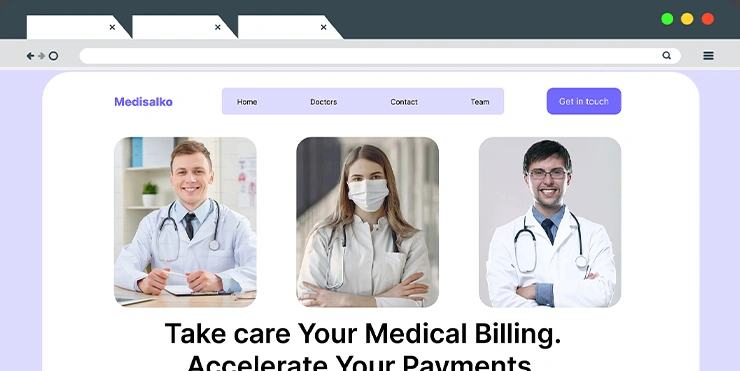 Medisalko
Home Doctors Contact Team
Get in touch
Take care Your Medical Billing.
Accelerate Your Payments